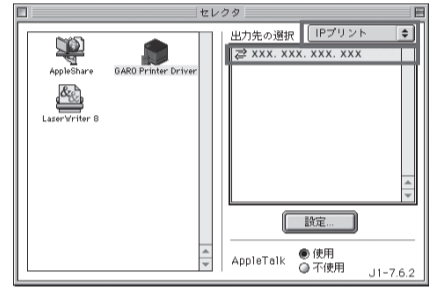 セレクタ
AppleShare
GARO Printer Driver
LaserWriter 8
出力先の選択
IPプリント
XXX. XXX. XXX. XXX
設定...
AppleTalk
使用
不使用
J1-7.6.2